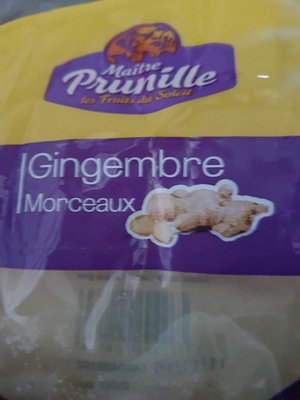 Maître
Prunille
les Fruits du Soleil
Gingembre
Morceaux